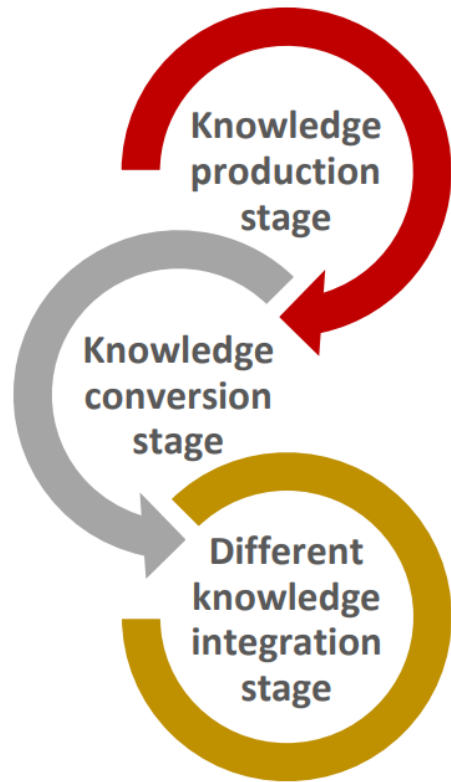 Knowledge
production
stage
Knowledge
conversion
stage
Different
knowledge
integration
stage